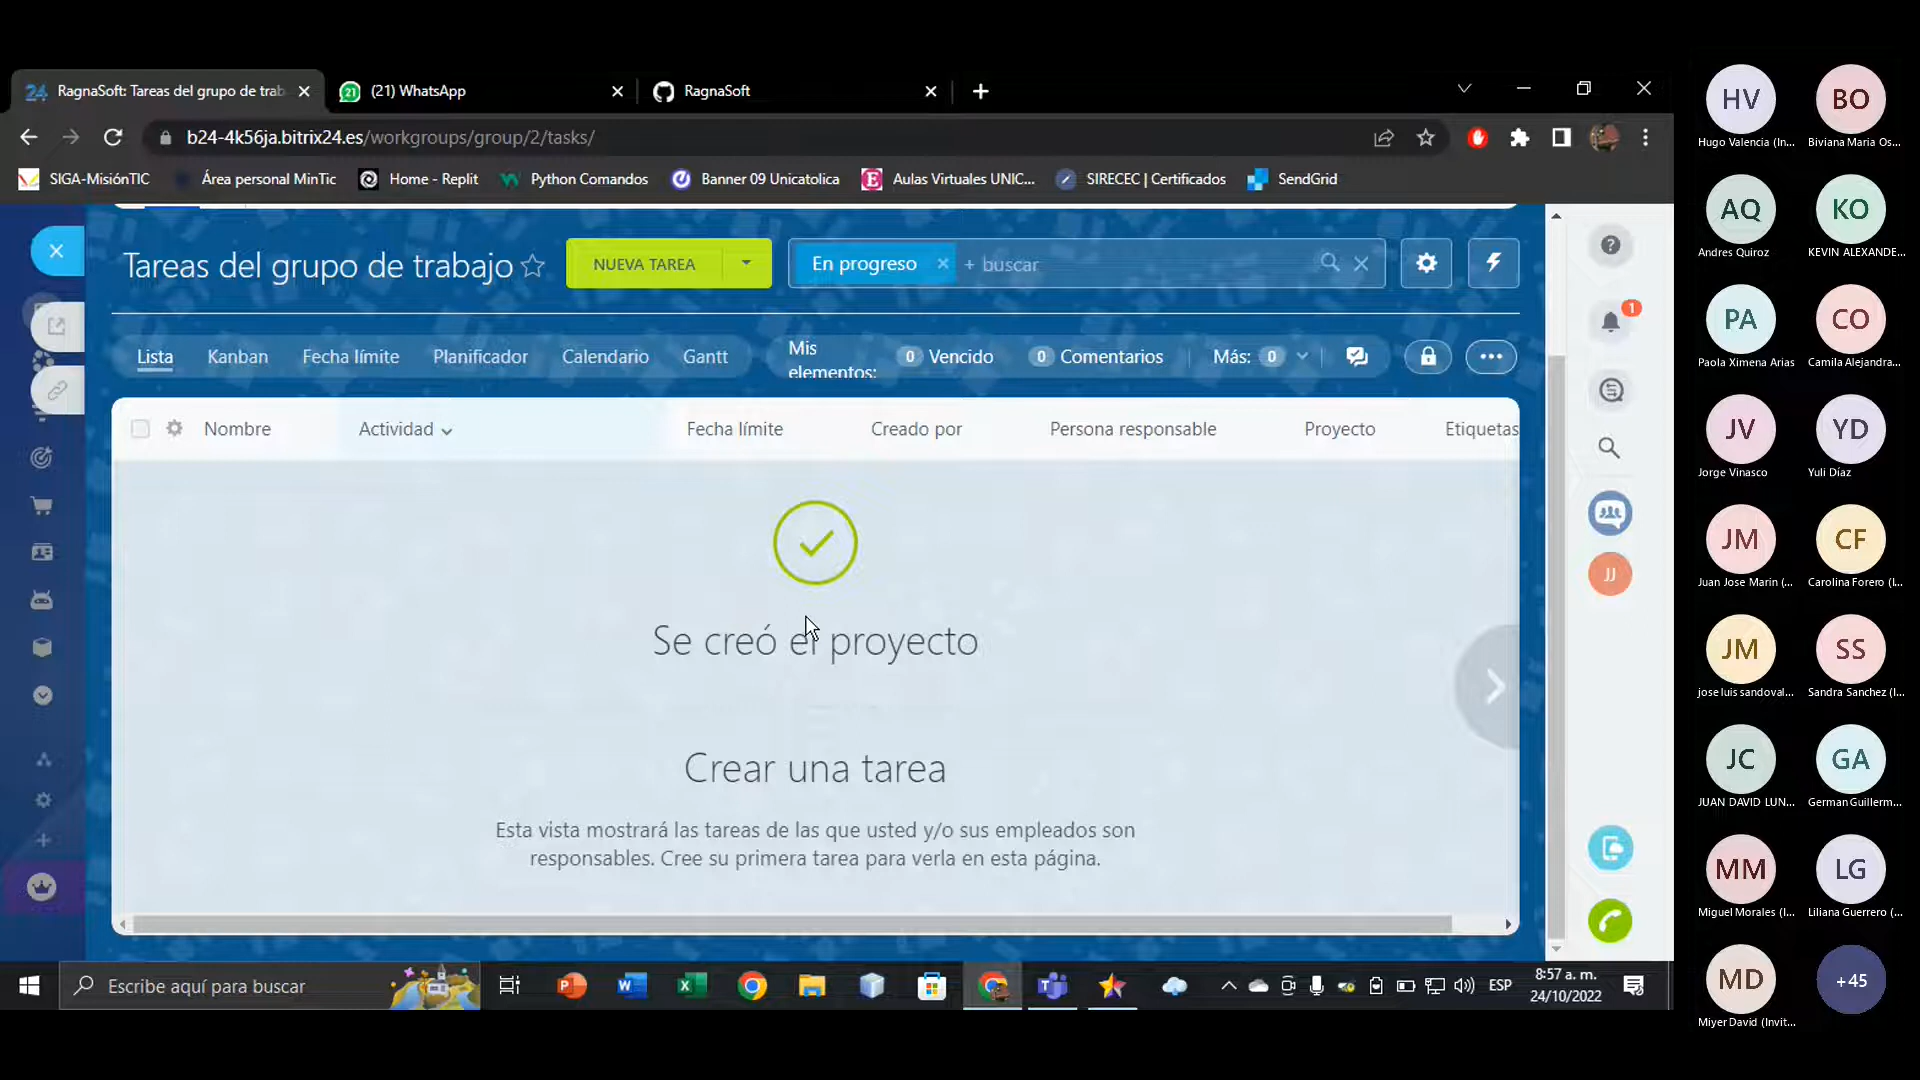 24 RagnaSoft: Tareas del grupo de trab
21 (21) WhatsApp
RagnaSoft
b24-4k56ja.bitrix24.es/workgroups/group/2/tasks/
SIGA-MisiónTIC Área personal MinTic Home - Replit Python Comandos Banner 09 Unicatolica Aulas Virtuales UNIC... SIRECEC | Certificados SendGrid
Tareas del grupo de trabajo NUEVA TAREA En progreso + buscar
Lista Kanban Fecha límite Planificador Calendario Gantt
Mis
elementos:
0 Vencido 0 Comentarios Más: 0
Nombre Actividad Fecha límite Creado por Persona responsable Proyecto Etiquetas
Se creó el proyecto
Crear una tarea
Esta vista mostrará las tareas de las que usted y/o sus empleados son
responsables. Cree su primera tarea para verla en esta página.
1
JJ
Escribe aquí para buscar
ESP
8:57 a. m.
24/10/2022
HV BO
Hugo Valencia (In... Biviana Maria Os...
AQ KO
Andres Quiroz KEVIN ALEXANDE...
PA CO
Paola Ximena Arias Camila Alejandra...
JV YD
Jorge Vinasco Yuli Díaz
JM CF
Juan Jose Marin (... Carolina Forero (I...
JM SS
jose luis sandoval... Sandra Sanchez (I...
JC GA
JUAN DAVID LUN... German Guillerm...
MM LG
Miguel Morales (I... Liliana Guerrero (...
MD +45
Miyer David (Invit...